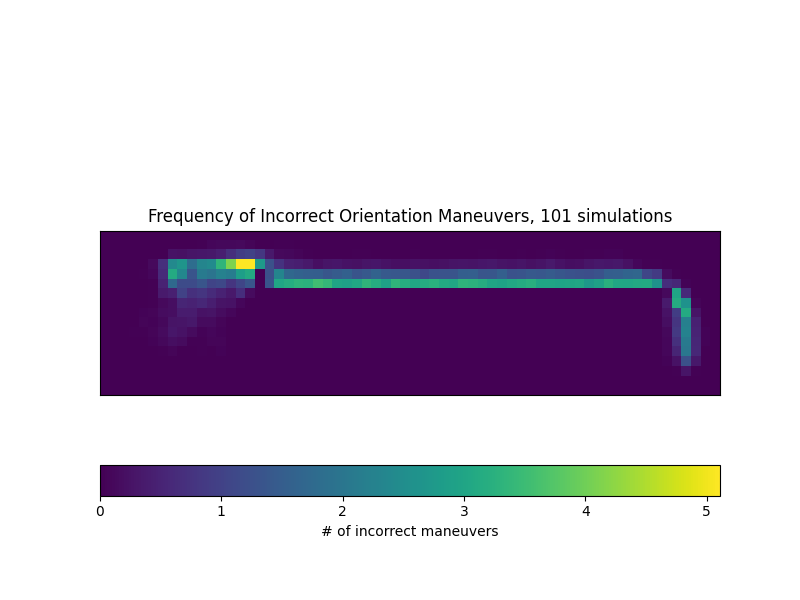 Frequency of Incorrect Orientation Maneuvers, 101 simulations
0 1 2 3 4 5
# of incorrect maneuvers